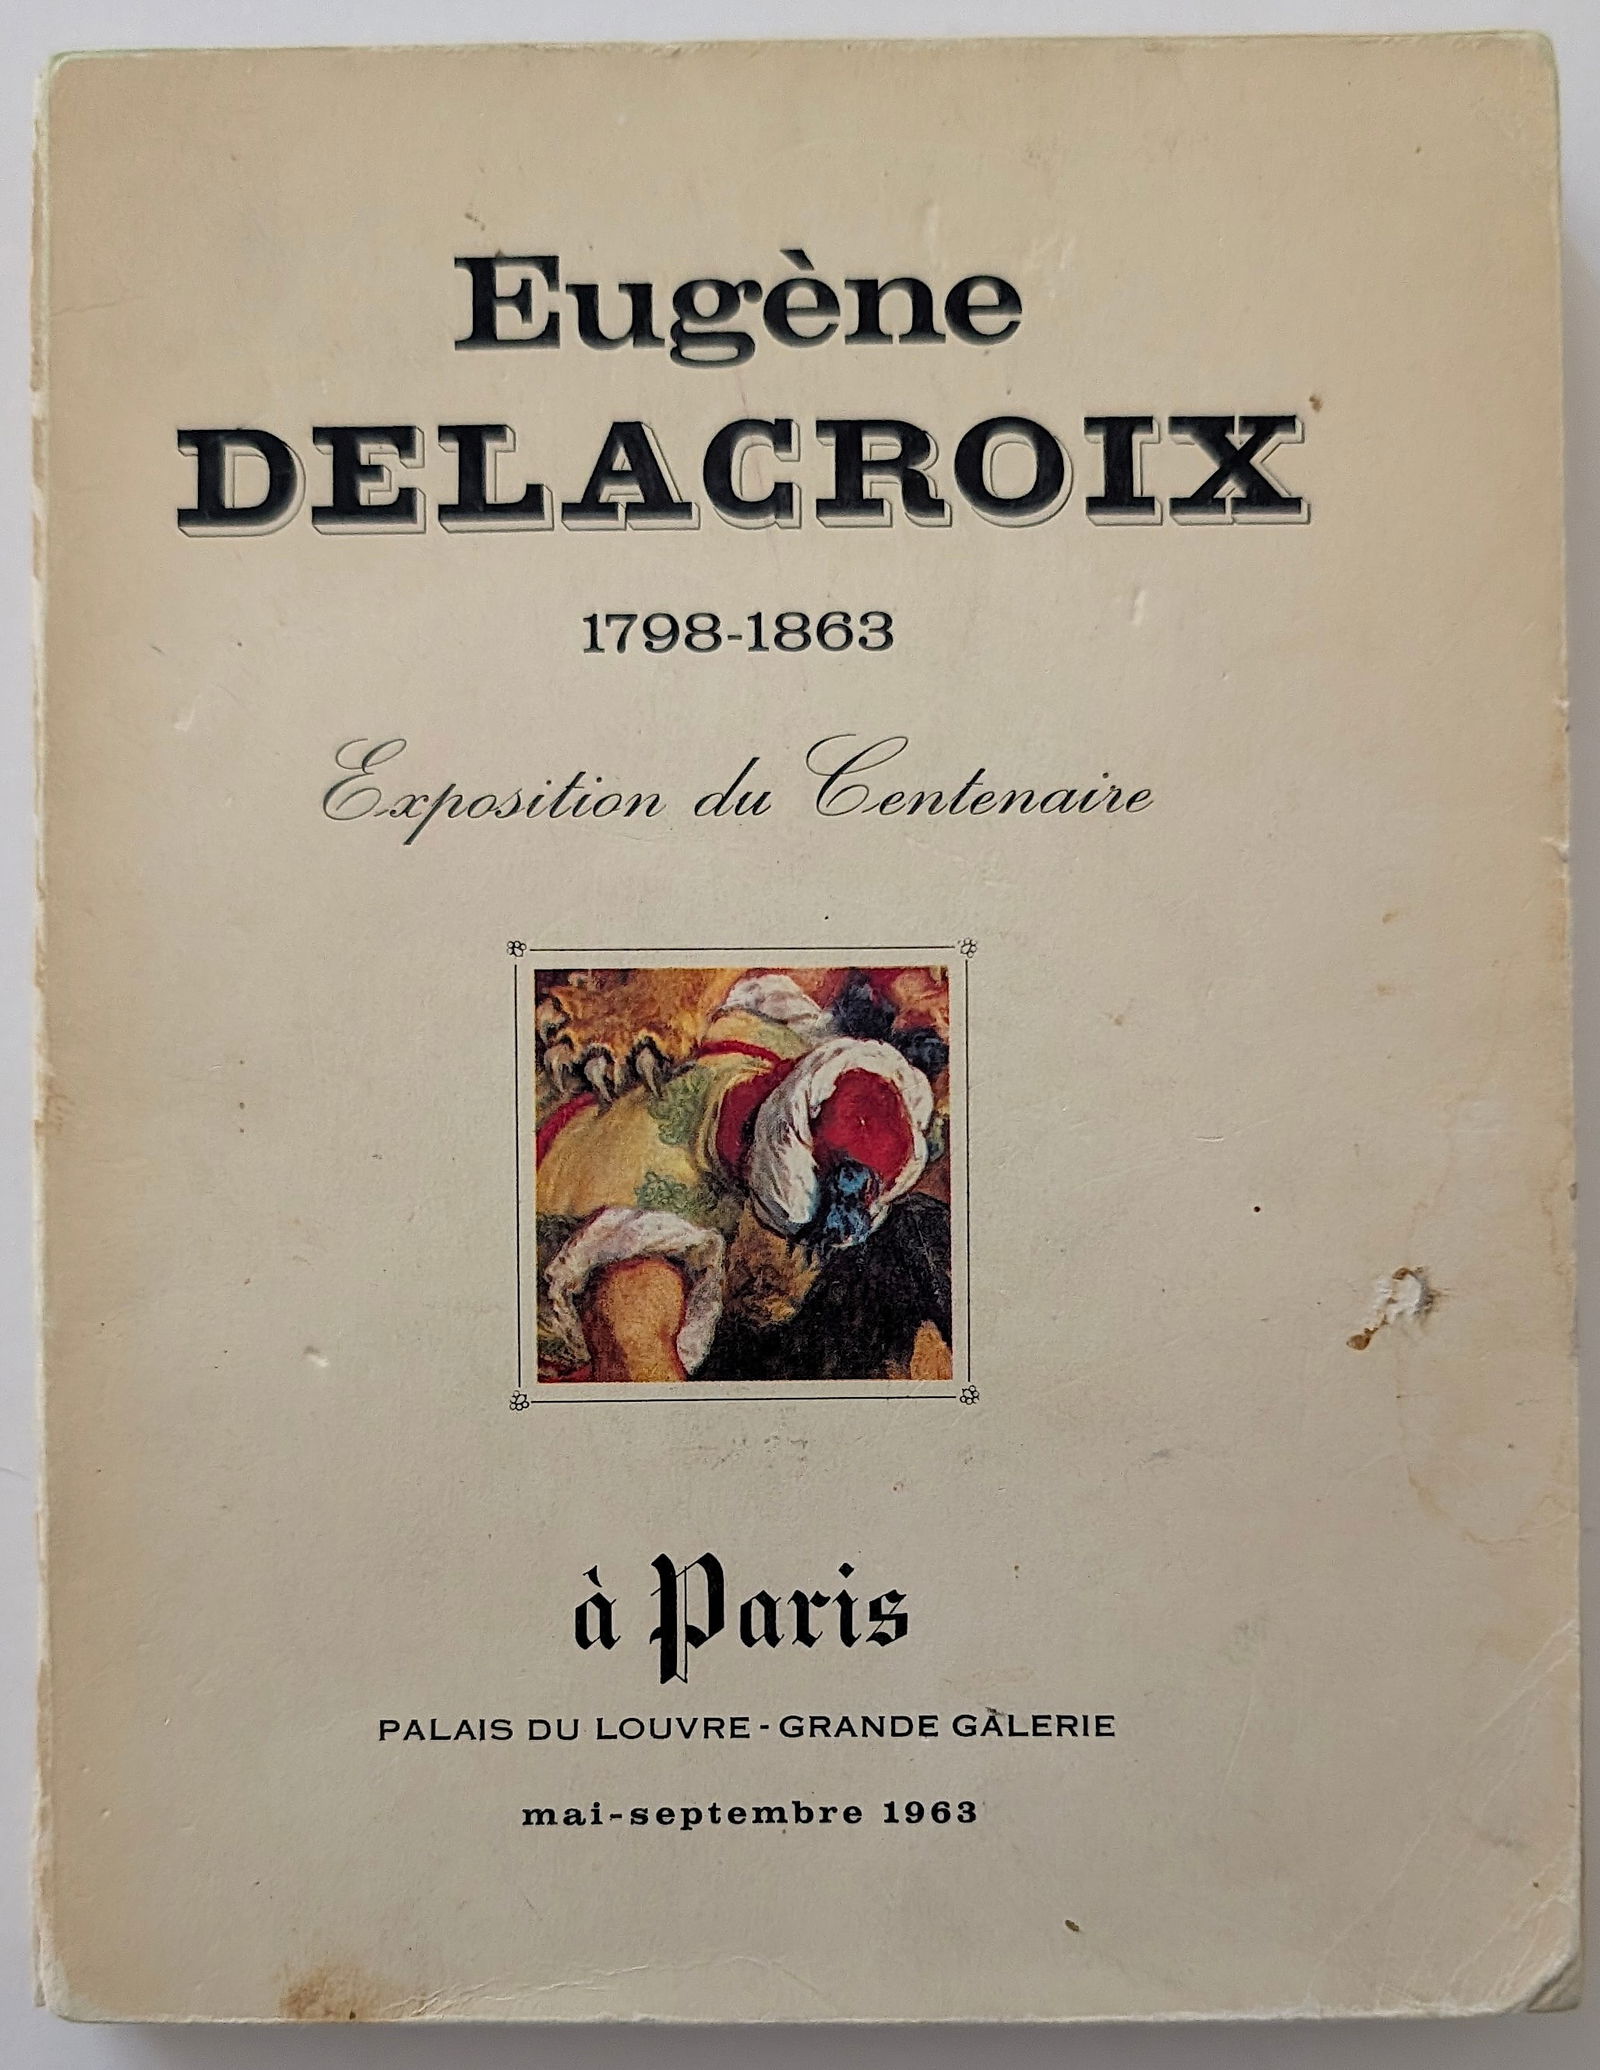 Eugène
DELACROIX
1798-1863
Exposition du Centenaire
à Paris
PALAIS DU LOUVRE - GRANDE GALERIE
mai-septembre 1963